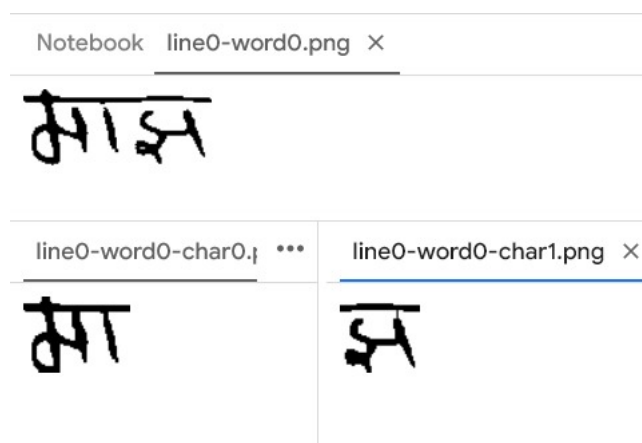 Notebook line0-word0.png ×
माझ
line0-word0-char0.p •••
line0-word0-char1.png ×
मा
झ